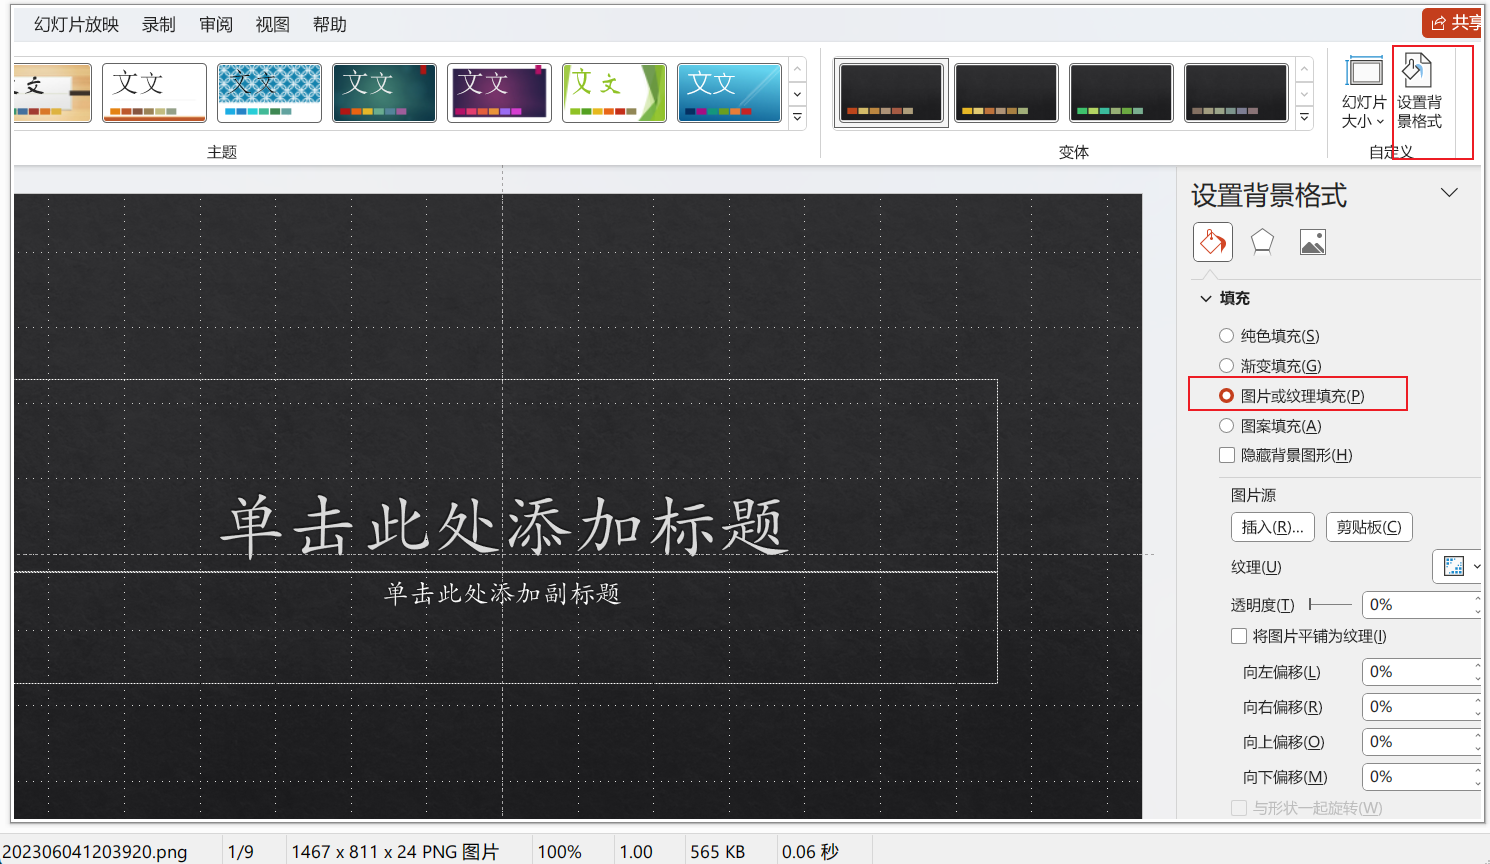 幻灯片放映 录制 审阅 视图 帮助 共享
文 文文 文文 文文 文文 文文 文文
幻灯片大小 设置背景格式
主题 变体 自定义
设置背景格式
填充
纯色填充(S)
渐变填充(G)
图片或纹理填充(P)
图案填充(A)
隐藏背景图形(H)
图片源
插入(R)... 剪贴板(C)
纹理(U)
透明度(T) 0%
将图片平铺为纹理(I)
向左偏移(L) 0%
向右偏移(R) 0%
向上偏移(O) 0%
向下偏移(M) 0%
与形状一起旋转(W)
单击此处添加标题
单击此处添加副标题
202306041203920.png 1/9 1467 x 811 x 24 PNG 图片 100% 1.00 565 KB 0.06 秒